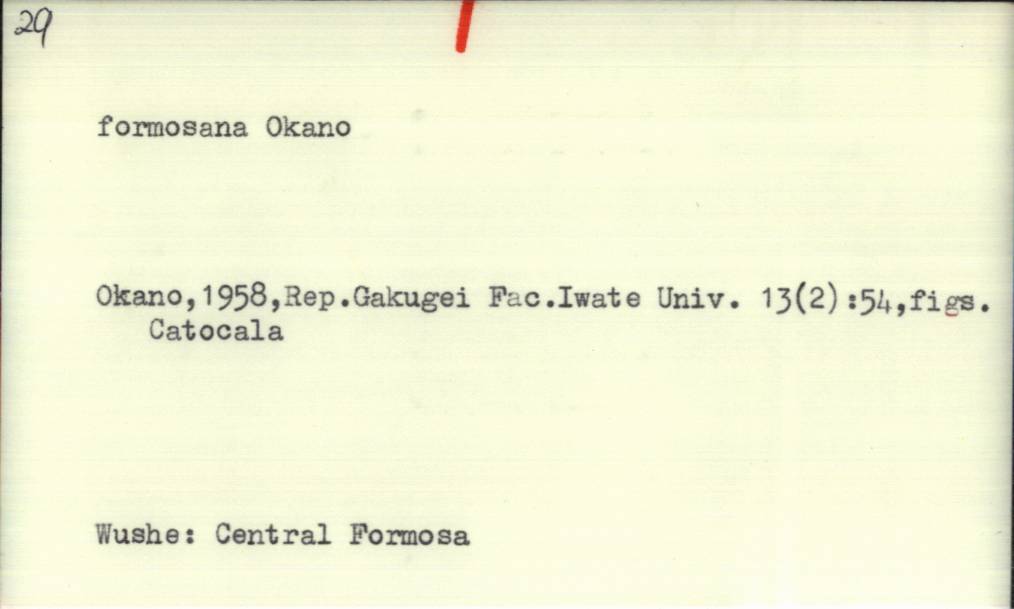 29
formosana Okano
Okano,1958,Rep.Gakugei Fac.Iwate Univ. 13(2):54,figs.
Catocala
Wushe: Central Formosa